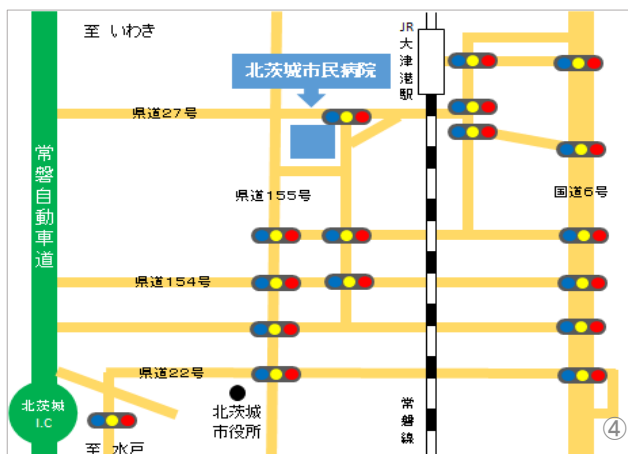 至 いわき
JR
大津港駅
北茨城市民病院
県道27号
常磐自動車道
県道155号
国道6号
県道154号
県道22号
北茨城
I.C
北茨城
市役所
常磐線
至 水戸
④